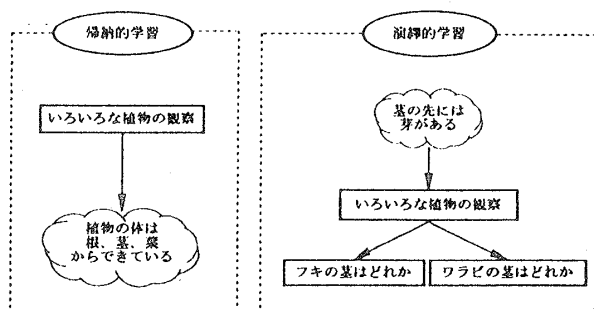 帰納的学習
いろいろな植物の観察
植物の体は
根、茎、葉
からできている
演繹的学習
茎の先には
芽がある
いろいろな植物の観察
フキの茎はどれか
ワラビの茎はどれか